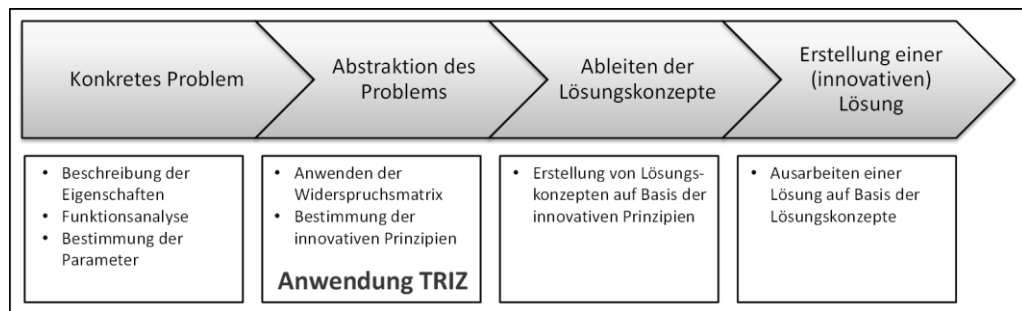 Konkretes Problem
Abstraktion des
Problems
Ableiten der
Lösungskonzepte
Erstellung einer
(innovativen)
Lösung
• Beschreibung der
Eigenschaften
• Funktionsanalyse
• Bestimmung der
Parameter
• Anwenden der
Widerspruchsmatrix
• Bestimmung der
innovativen Prinzipien
Anwendung TRIZ
• Erstellung von Lösungs-
konzepten auf Basis der
innovativen Prinzipien
• Ausarbeiten einer
Lösung auf Basis der
Lösungskonzepte